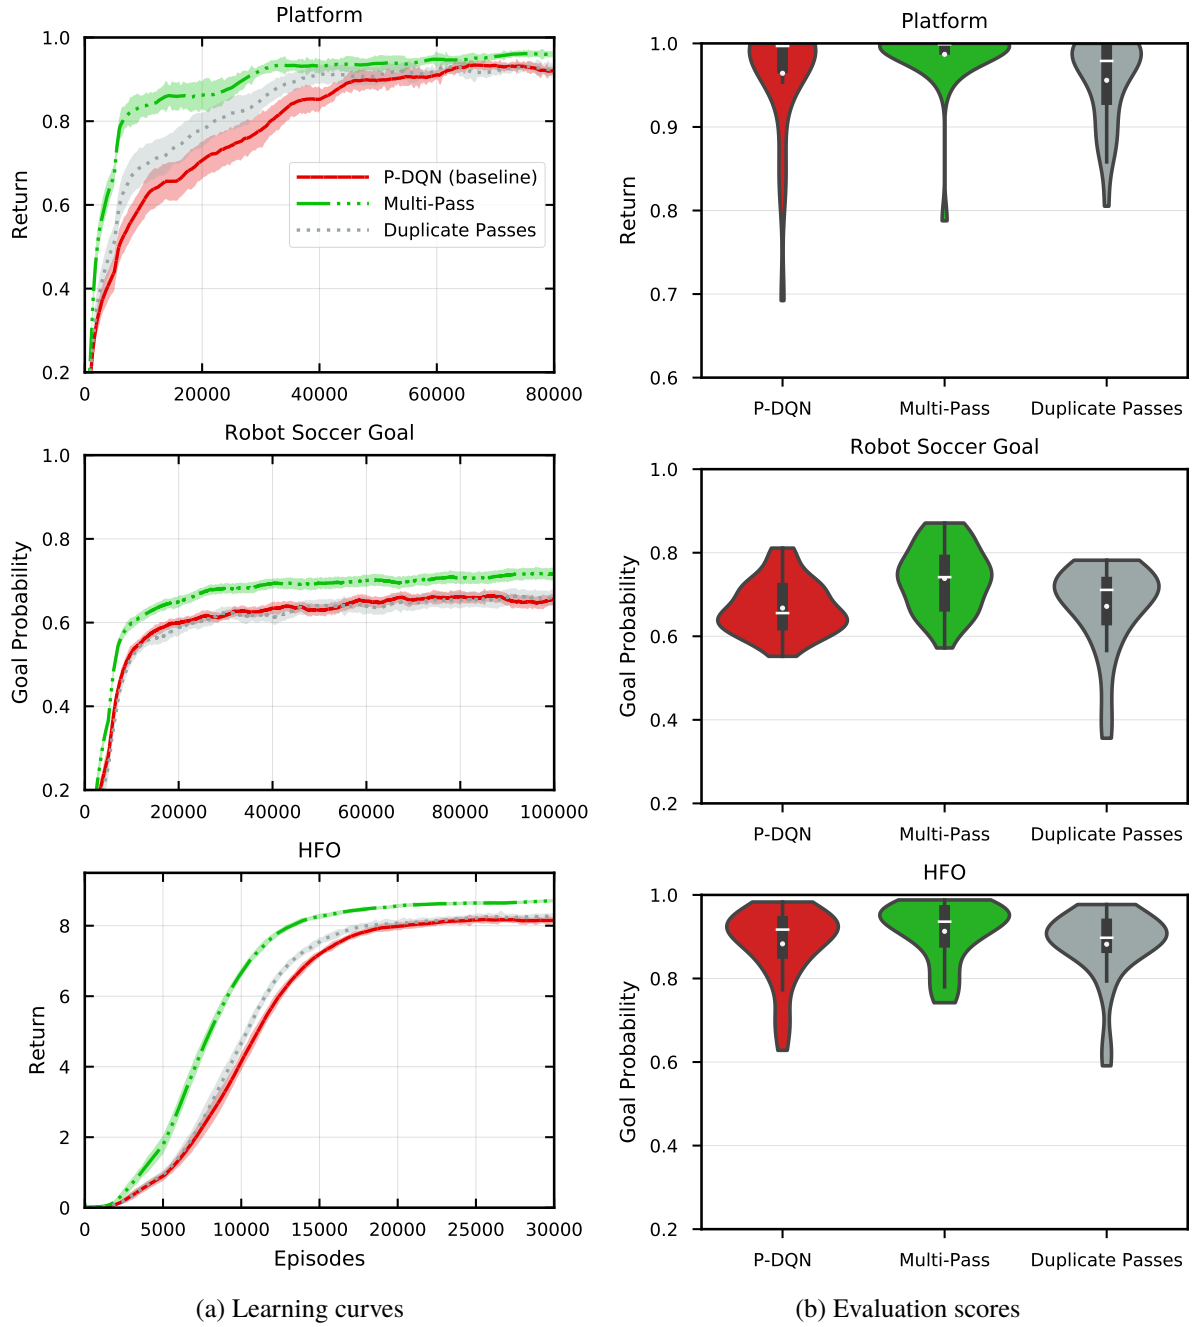 Platform
1.0
0.8
0.6
0.4
0.2
Return
P-DQN (baseline)
Multi-Pass
Duplicate Passes
0 20000 40000 60000 80000
Robot Soccer Goal
1.0
0.8
0.6
0.4
0.2
Goal Probability
0 20000 40000 60000 80000 100000
HFO
8
6
4
2
0
Return
0 5000 10000 15000 20000 25000 30000
Episodes
(a) Learning curves
Platform
1.0
0.9
0.8
0.7
0.6
Return
P-DQN Multi-Pass Duplicate Passes
Robot Soccer Goal
1.0
0.8
0.6
0.4
0.2
Goal Probability
P-DQN Multi-Pass Duplicate Passes
HFO
1.0
0.8
0.6
0.4
0.2
Goal Probability
P-DQN Multi-Pass Duplicate Passes
(b) Evaluation scores